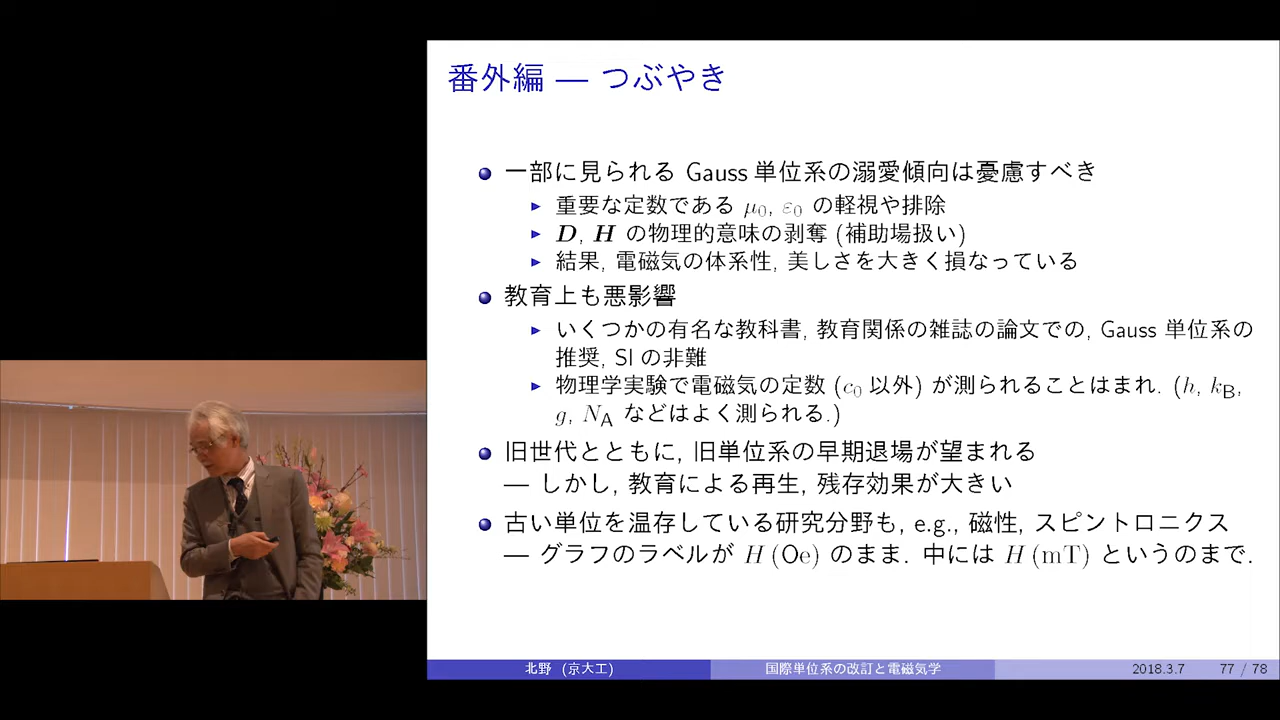 番外編 — つぶやき
一部に見られる Gauss 単位系の溺愛傾向は憂慮すべき
重要な定数である μ₀, ε₀ の軽視や排除
D, H の物理的意味の剥奪 (補助場扱い)
結果, 電磁気の体系性, 美しさを大きく損なっている
教育上も悪影響
いくつかの有名な教科書, 教育関係の雑誌の論文での, Gauss 単位系の
推奨, SI の非難
物理学実験で電磁気の定数 (c₀ 以外) が測られることはまれ. (h, k_B,
g, N_A などはよく測られる.)
旧世代とともに, 旧単位系の早期退場が望まれる
— しかし, 教育による再生, 残存効果が大きい
古い単位を温存している研究分野も, e.g., 磁性, スピントロニクス
— グラフのラベルが H (Oe) のまま. 中には H (mT) というのまで.
北野 (京大工) 国際単位系の改訂と電磁気学 2018.3.7 77 / 78